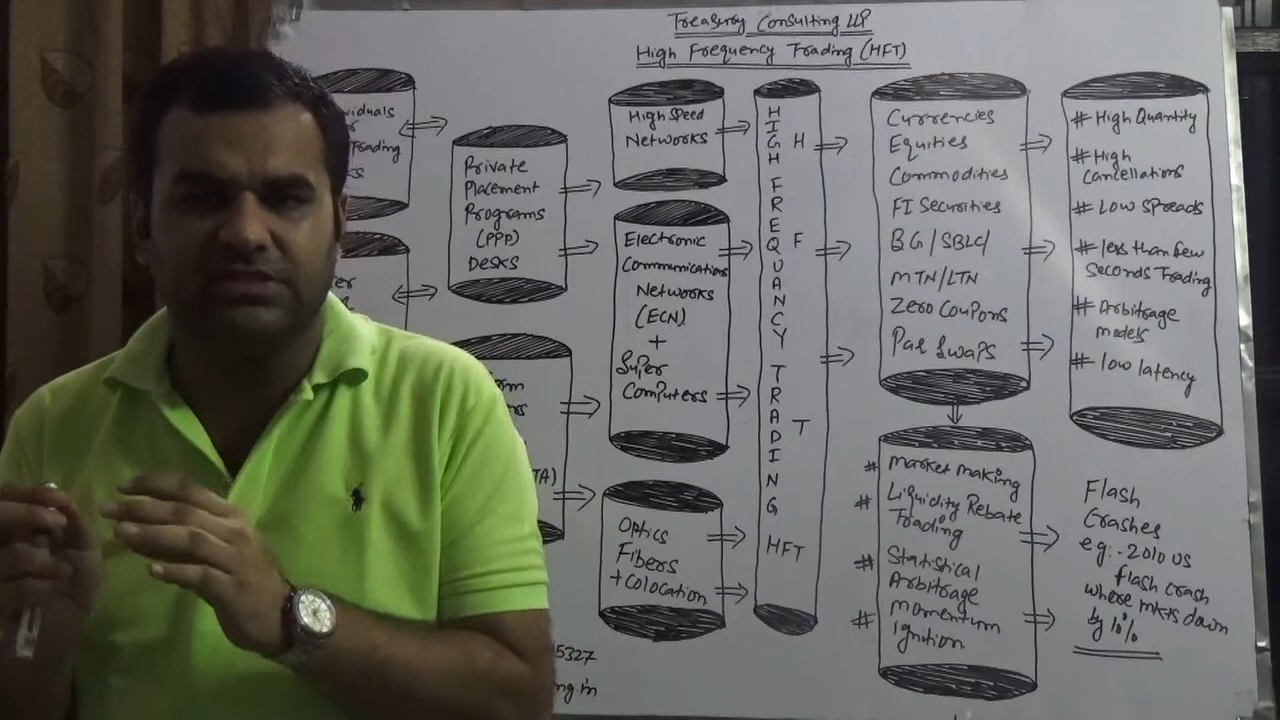 Treasury Consulting LLP
High Frequency Trading (HFT)
Trading
Private
Placement
Programs
(PPP)
Desks
High Speed
Networks
Electronic
Communications
Networks
(ECN)
+
Super
Computers
Optics
Fibers
+ Colocation
HIGH FREQUANCY TRADING
H
F
T
HFT
Currencies
Equities
Commodities
FI Securities
BG/SBLC/
MTN/LTN
Zero Coupons
Par Swaps
# Market Making
# Liquidity Rebate
Trading
# Statistical
Arbitrage
# Momentum
Ignition
# High Quantity
# High
Cancellations
# Low Spreads
# less than few
Seconds Trading
# Arbitrage
models
# low latency
Flash
Crashes
eg:- 2010 US
flash crash
where mkts down
by 10%
5327
ng.in